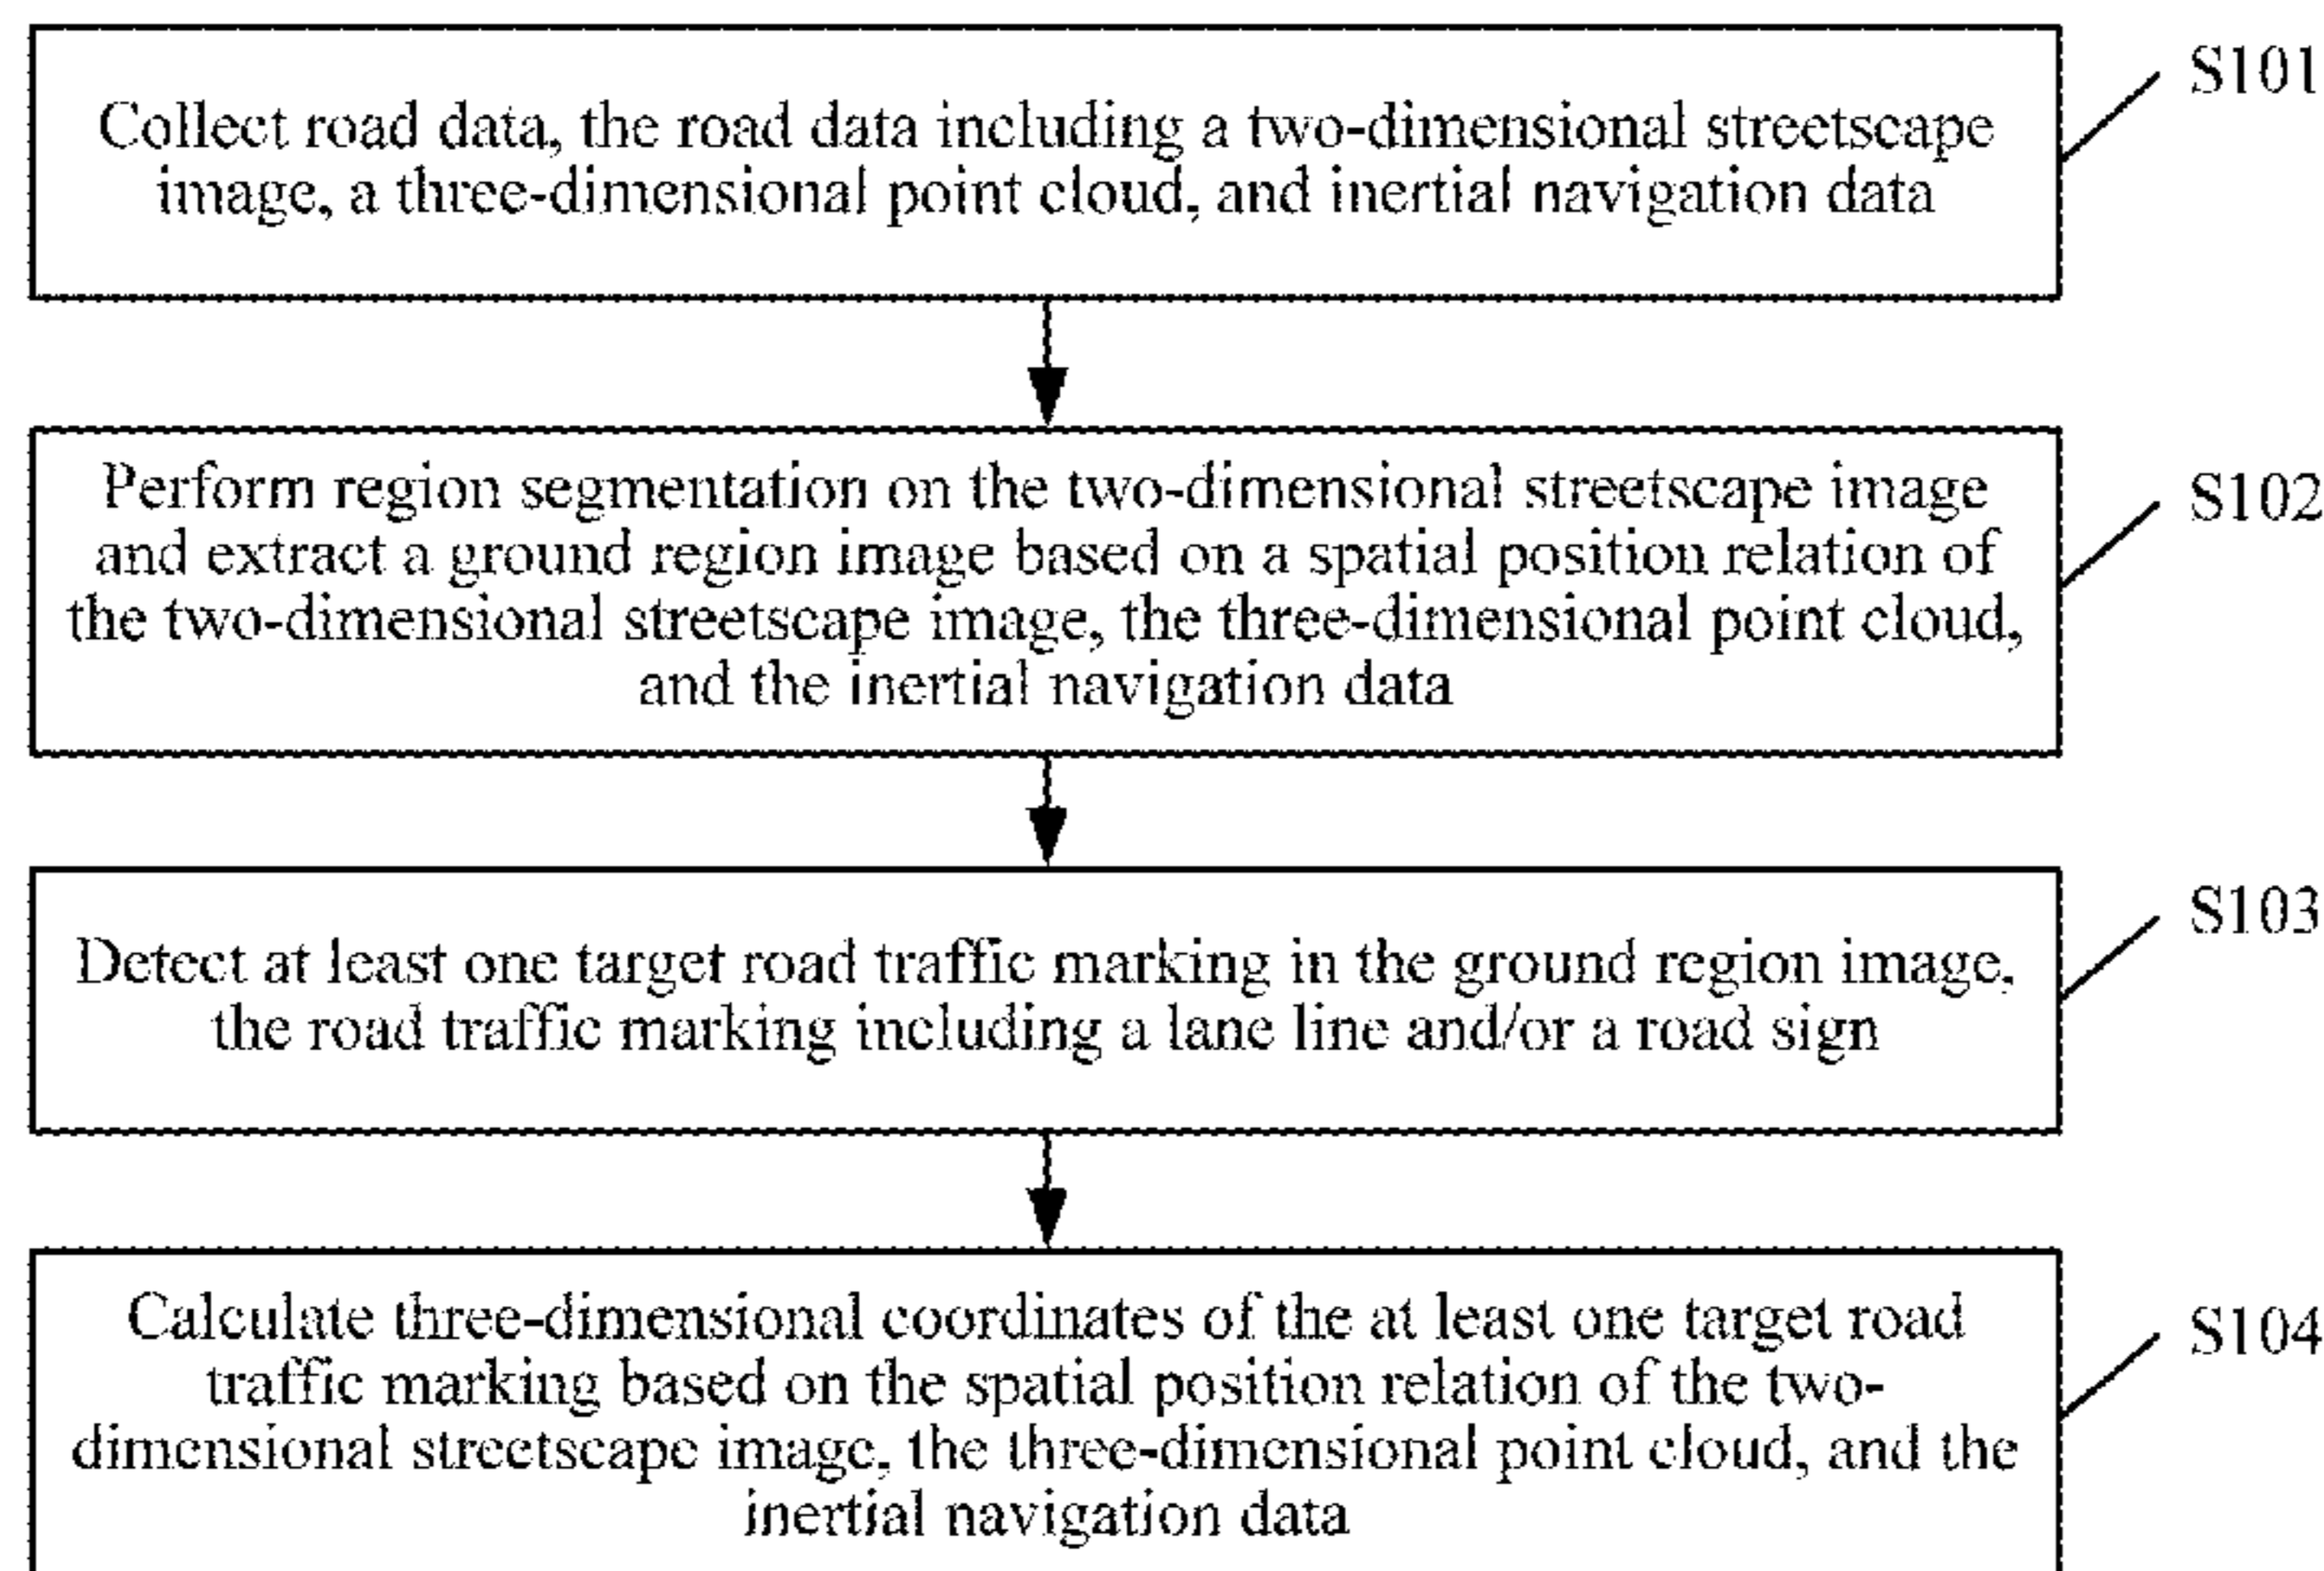 Collect road data, the road data including a two-dimensional streetscape
image, a three-dimensional point cloud, and inertial navigation data
S101
Perform region segmentation on the two-dimensional streetscape image
and extract a ground region image based on a spatial position relation of
the two-dimensional streetscape image, the three-dimensional point cloud,
and the inertial navigation data
S102
Detect at least one target road traffic marking in the ground region image,
the road traffic marking including a lane line and/or a road sign
S103
Calculate three-dimensional coordinates of the at least one target road
traffic marking based on the spatial position relation of the two-
dimensional streetscape image, the three-dimensional point cloud, and the
inertial navigation data
S104